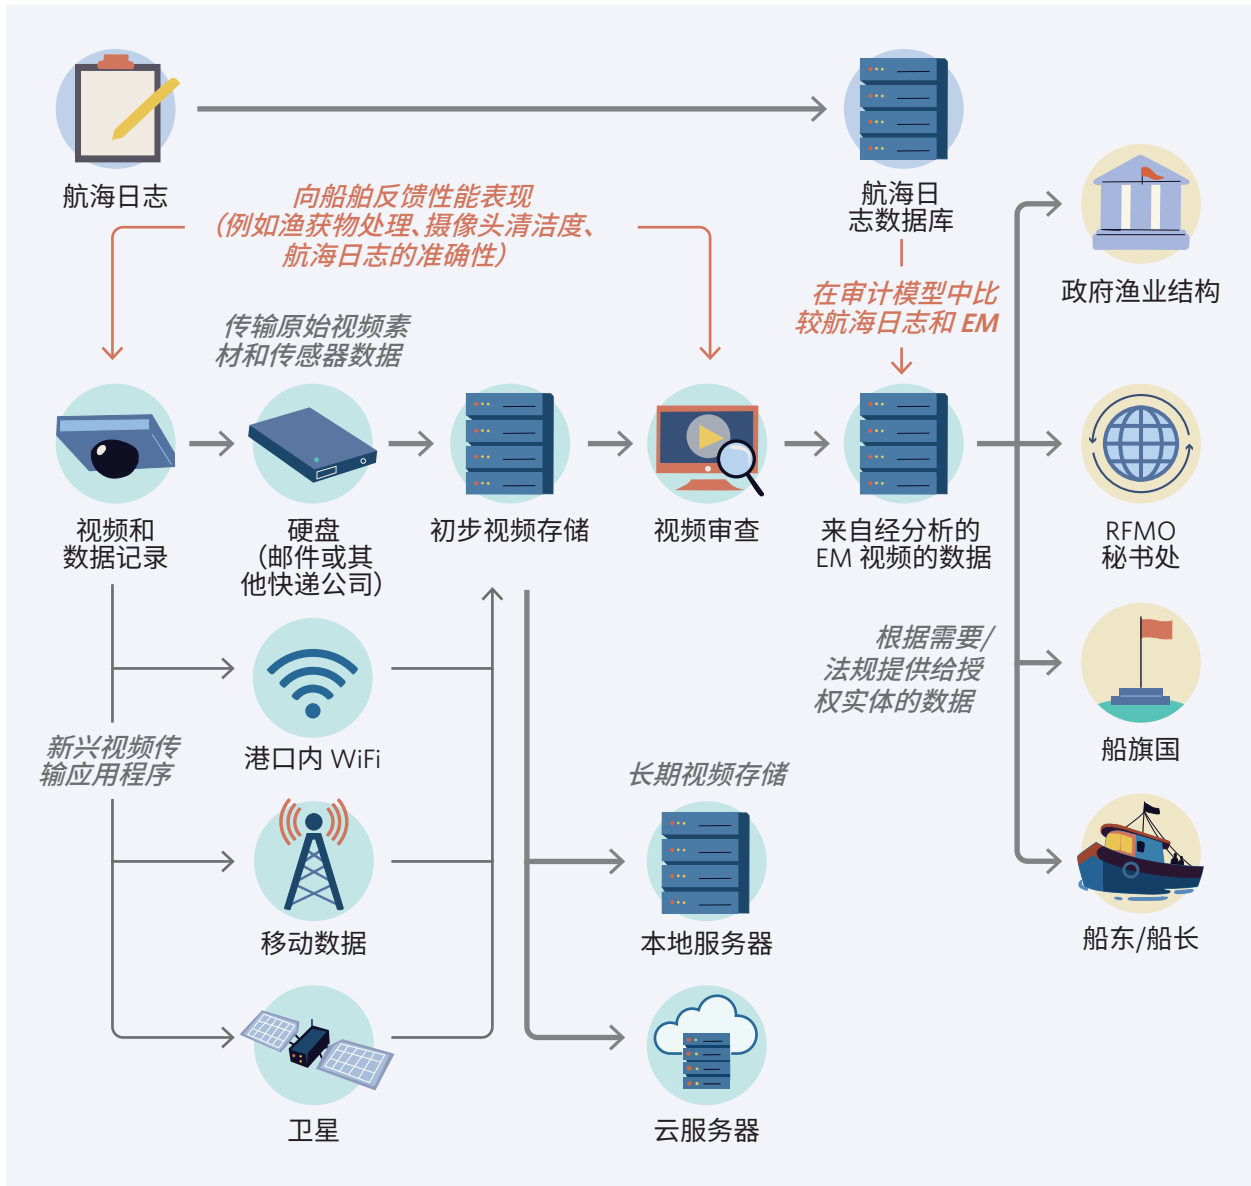 航海日志
航海日
志数据库
向船舶反馈性能表现
（例如渔获物处理、摄像头清洁度、
航海日志的准确性）
在审计模型中比
较航海日志和 EM
政府渔业结构
传输原始视频素
材和传感器数据
视频和
数据记录
硬盘
（邮件或其
他快递公司）
初步视频存储
视频审查
来自经分析的
EM 视频的数据
RFMO
秘书处
根据需要/
法规提供给授
权实体的数据
船旗国
新兴视频传
输应用程序
港口内 WiFi
长期视频存储
移动数据
本地服务器
船东/船长
卫星
云服务器